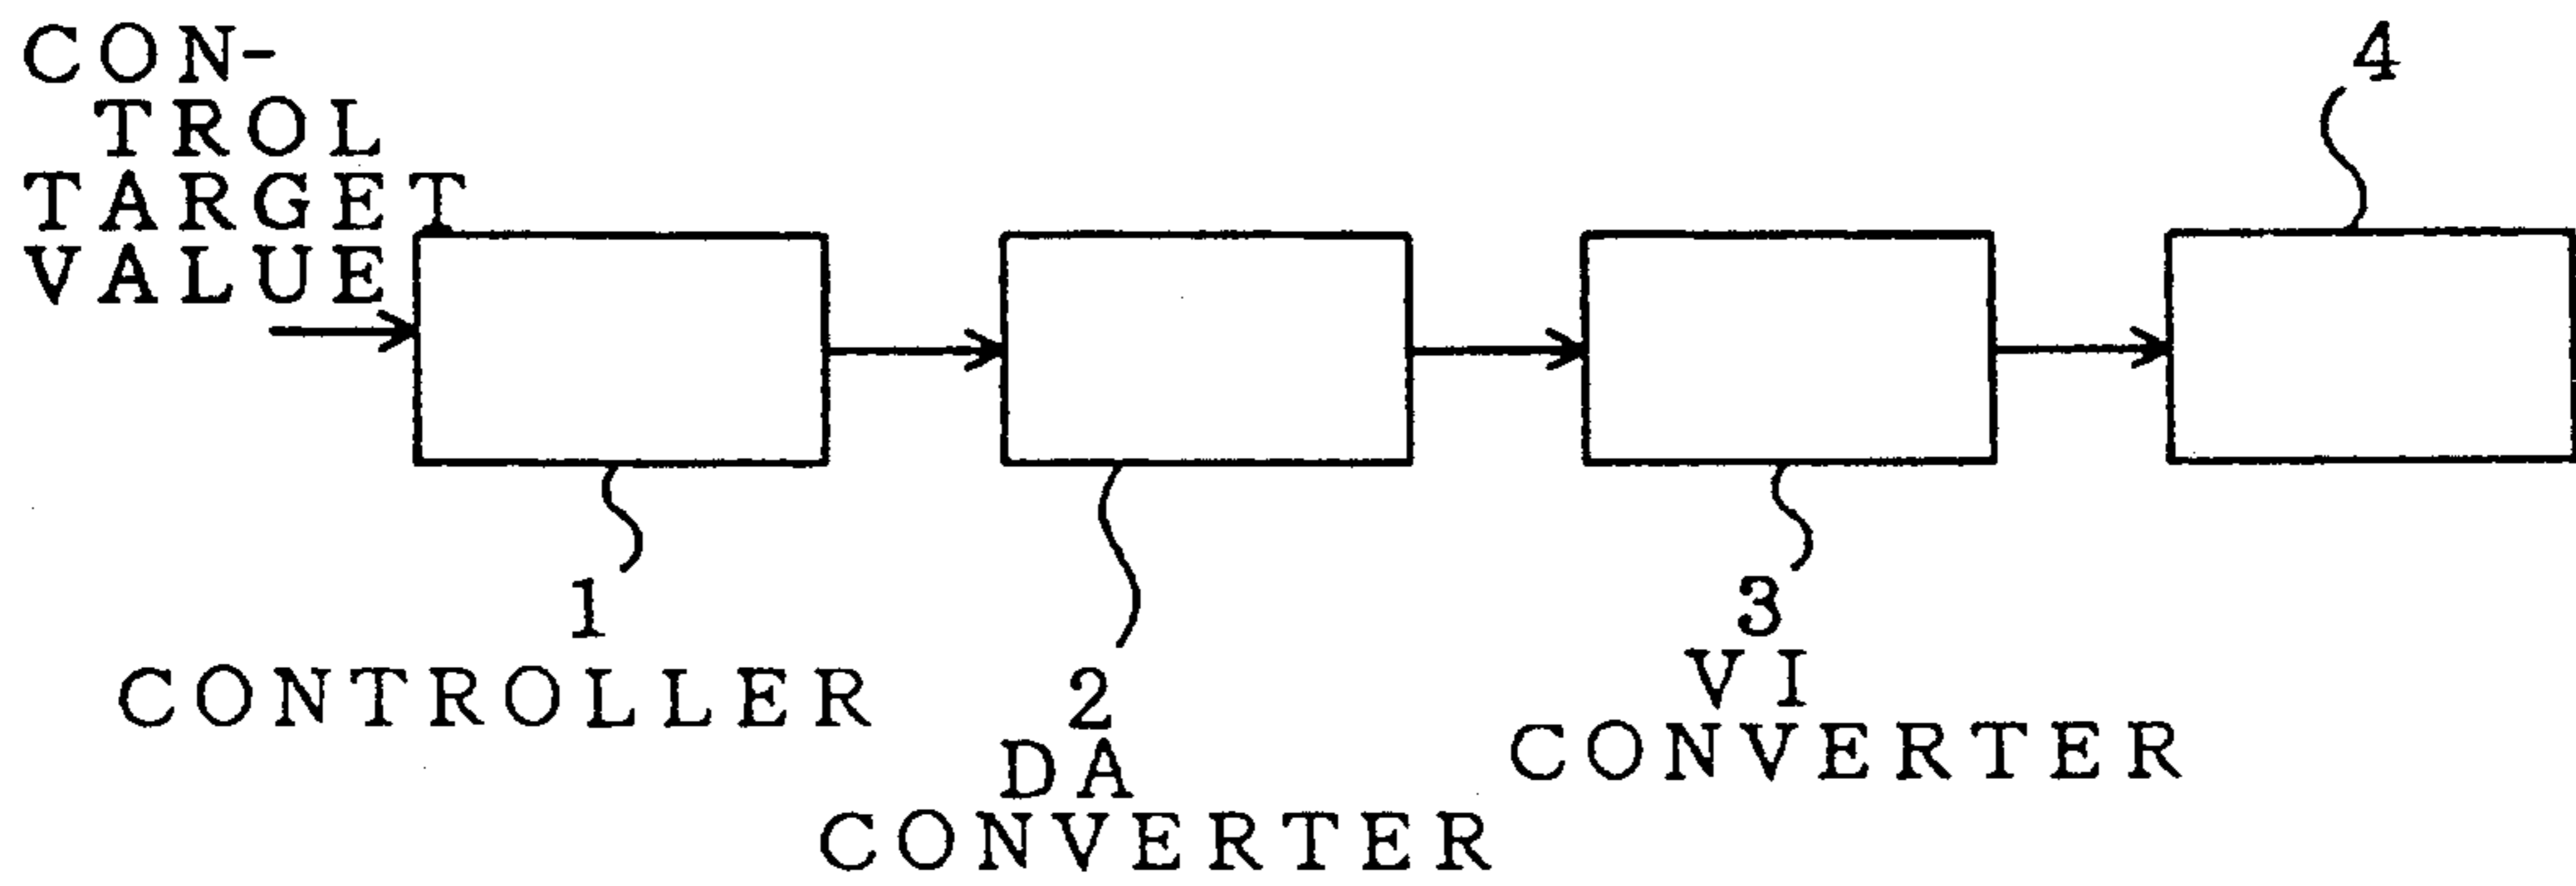 CON-
TROL
TARGET
VALUE
4
1
CONTROLLER
2
DA
CONVERTER
3
VI
CONVERTER